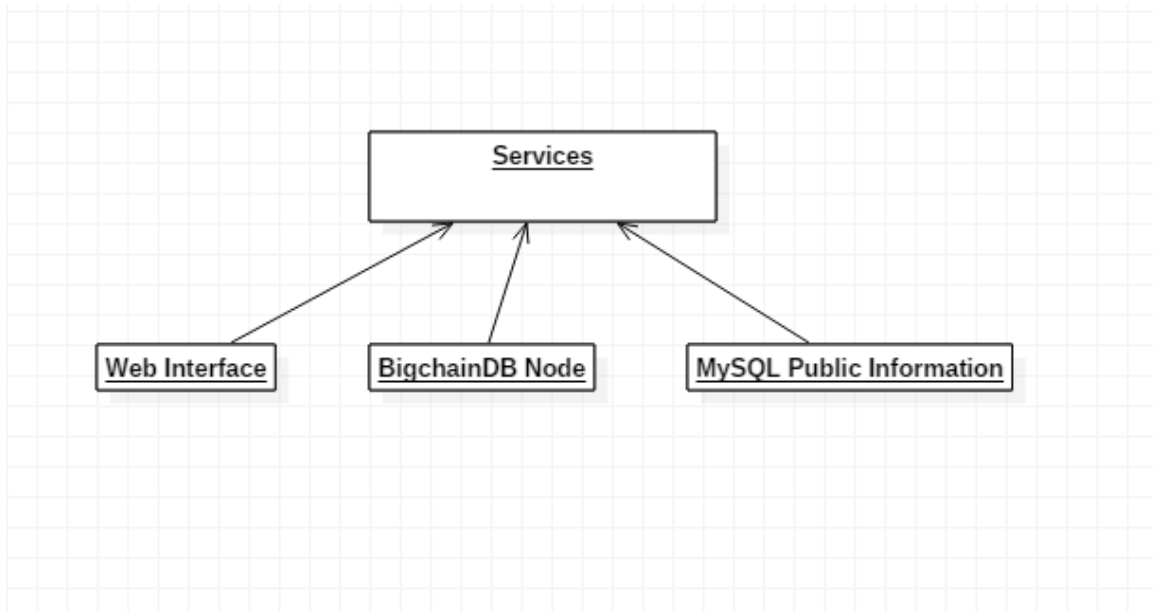 Services
Web Interface
BigchainDB Node
MySQL Public Information